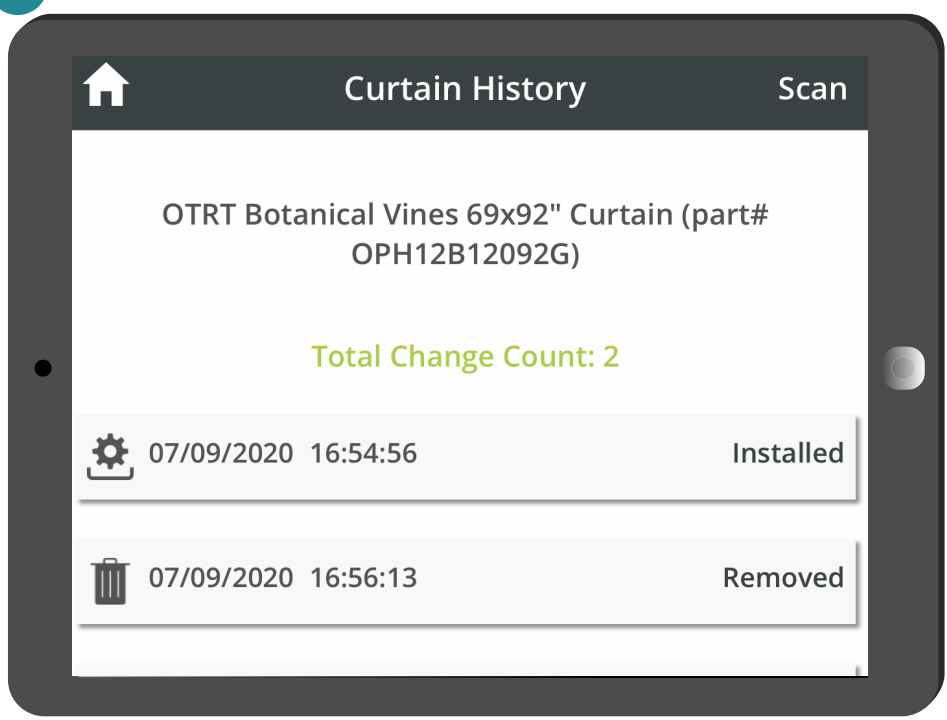 Curtain History
Scan
OTRT Botanical Vines 69x92" Curtain (part#
OPH12B12092G)
Total Change Count: 2
07/09/2020 16:54:56 Installed
07/09/2020 16:56:13 Removed